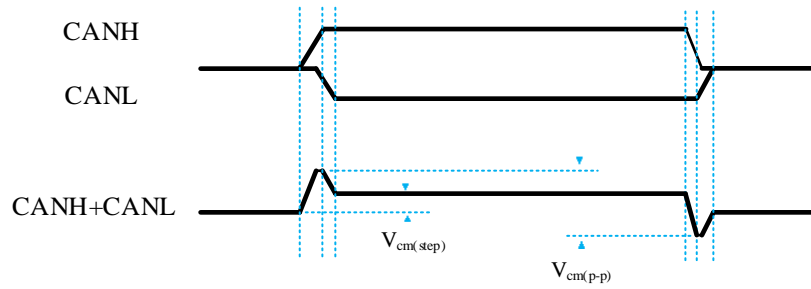 CANH
CANL
CANH+CANL
Vcm(step)
Vcm(p-p)